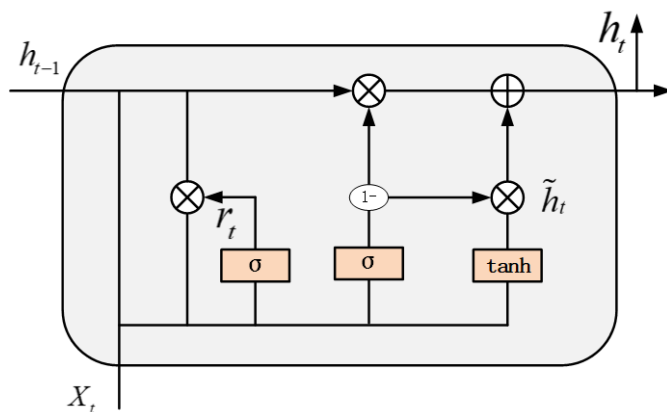 h_t
h_{t-1}
1-
r_t
h̃_t
σ
σ
tanh
X_t